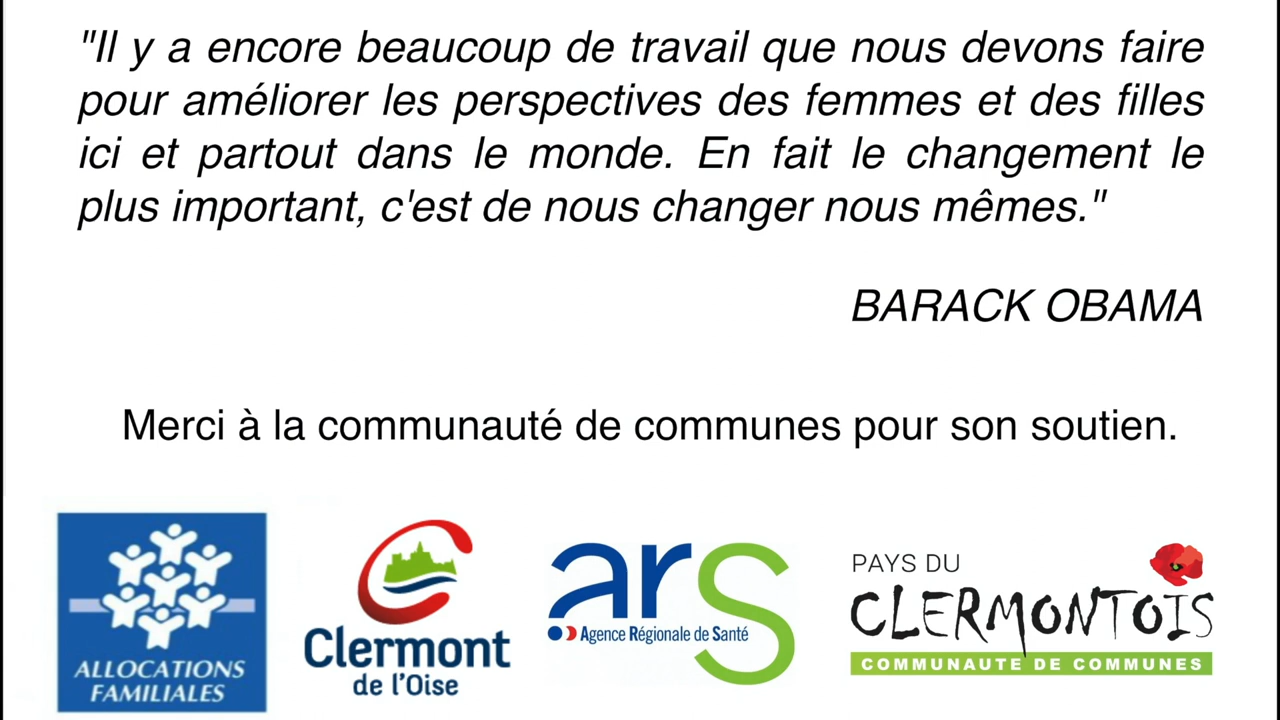 "Il y a encore beaucoup de travail que nous devons faire
pour améliorer les perspectives des femmes et des filles
ici et partout dans le monde. En fait le changement le
plus important, c'est de nous changer nous mêmes."
BARACK OBAMA
Merci à la communauté de communes pour son soutien.
ALLOCATIONS
FAMILIALES
Clermont
de l'Oise
ars
Agence Régionale de Santé
PAYS DU
CLERMONTOIS
COMMUNAUTE DE COMMUNES